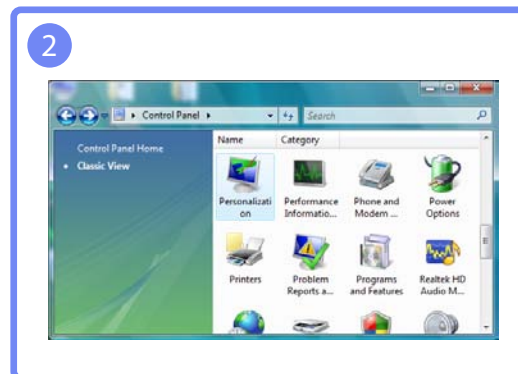 2
Control Panel
Search
Control Panel Home
Classic View
Name Category
Personalizati
on
Performance
Informatio...
Phone and
Modem ...
Power
Options
Printers
Problem
Reports a...
Programs
and Features
Realtek HD
Audio M...